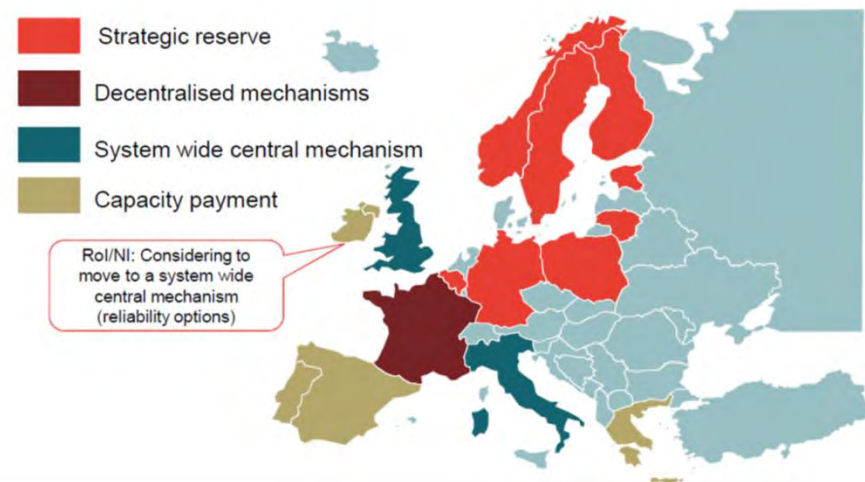 Strategic reserve
Decentralised mechanisms
System wide central mechanism
Capacity payment
RoI/NI: Considering to
move to a system wide
central mechanism
(reliability options)